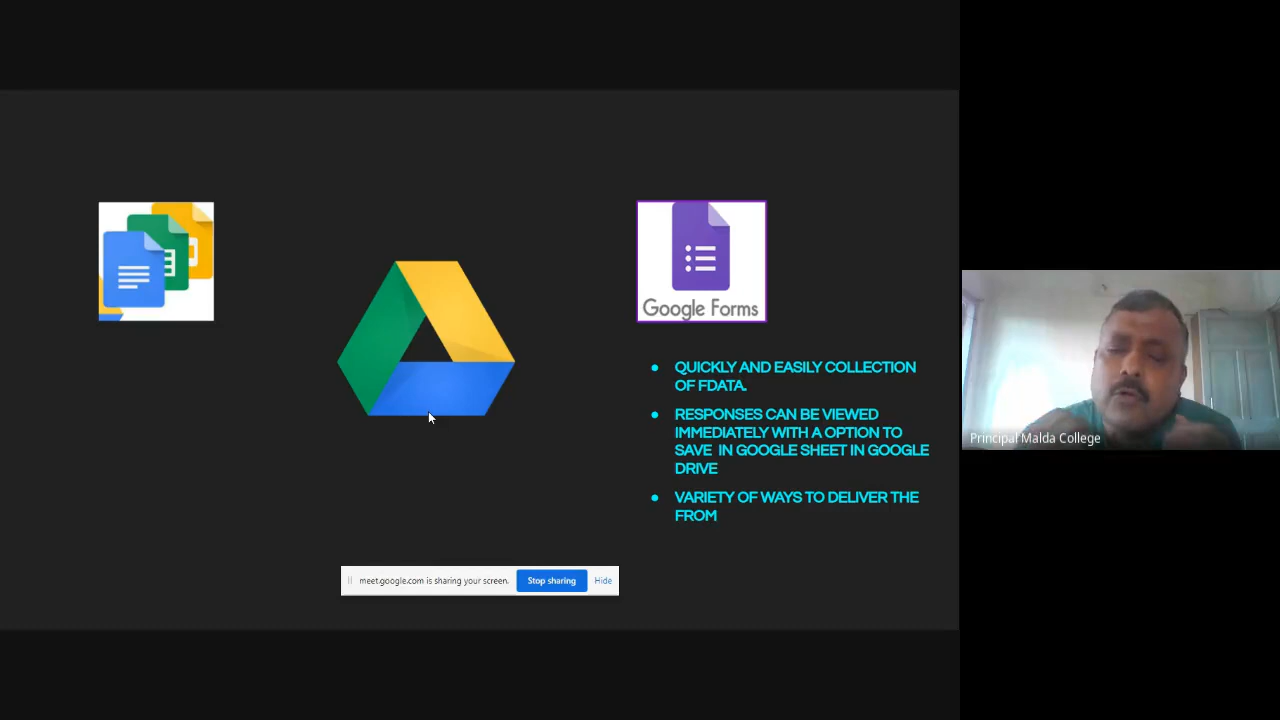 Google Forms
● QUICKLY AND EASILY COLLECTION
OF FDATA.
● RESPONSES CAN BE VIEWED
IMMEDIATELY WITH A OPTION TO
SAVE IN GOOGLE SHEET IN GOOGLE
DRIVE
● VARIETY OF WAYS TO DELIVER THE
FROM
Principal Malda College
meet.google.com is sharing your screen. Stop sharing Hide